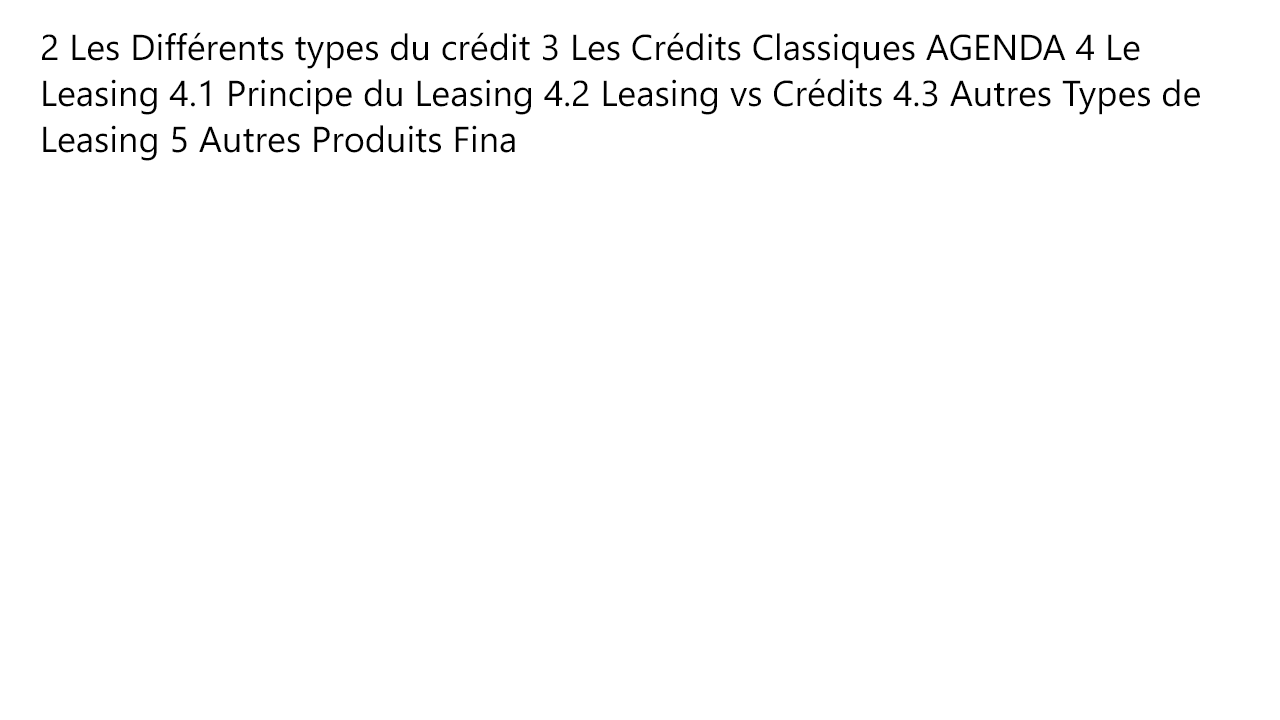 2 Les Différents types du crédit 3 Les Crédits Classiques AGENDA 4 Le
Leasing 4.1 Principe du Leasing 4.2 Leasing vs Crédits 4.3 Autres Types de
Leasing 5 Autres Produits Fina